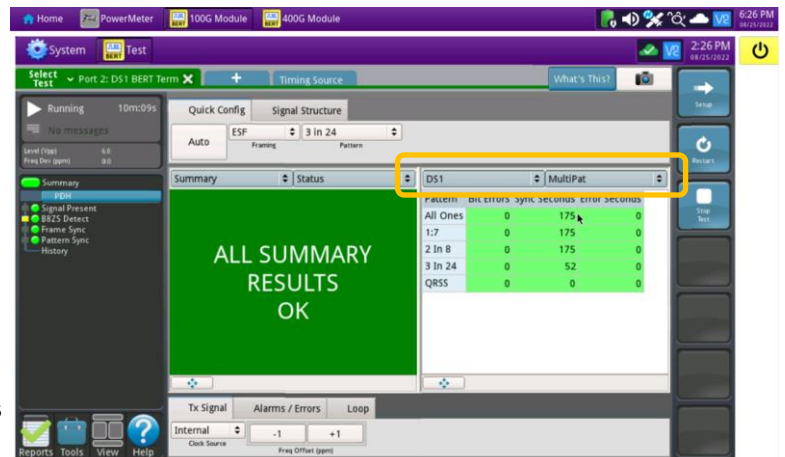 Home PowerMeter 100G Module 400G Module 6:26 PM
08/25/2022
System Test 2:26 PM
08/25/2022
Select Test Port 2: DS1 BERT Term X + Timing Source What's This?
Running 10m:09s
No messages
Level (Vpp) 6.0
Freq Dev (ppm) 0.0
Summary
PDH
Signal Present
B8ZS Detect
Frame Sync
Pattern Sync
History
Quick Config Signal Structure
Auto ESF 3 in 24
Framing Pattern
Summary Status
ALL SUMMARY
RESULTS
OK
DS1 MultiPat
Pattern Bit Errors Sync Seconds Error Seconds
All Ones 0 175 0
1:7 0 175 0
2 In 8 0 175 0
3 In 24 0 52 0
QRSS 0 0 0
Tx Signal Alarms / Errors Loop
Internal -1 +1
Clock Source Freq Offset (ppm)
Setup
Restart
Stop
Test
Reports Tools View Help
s